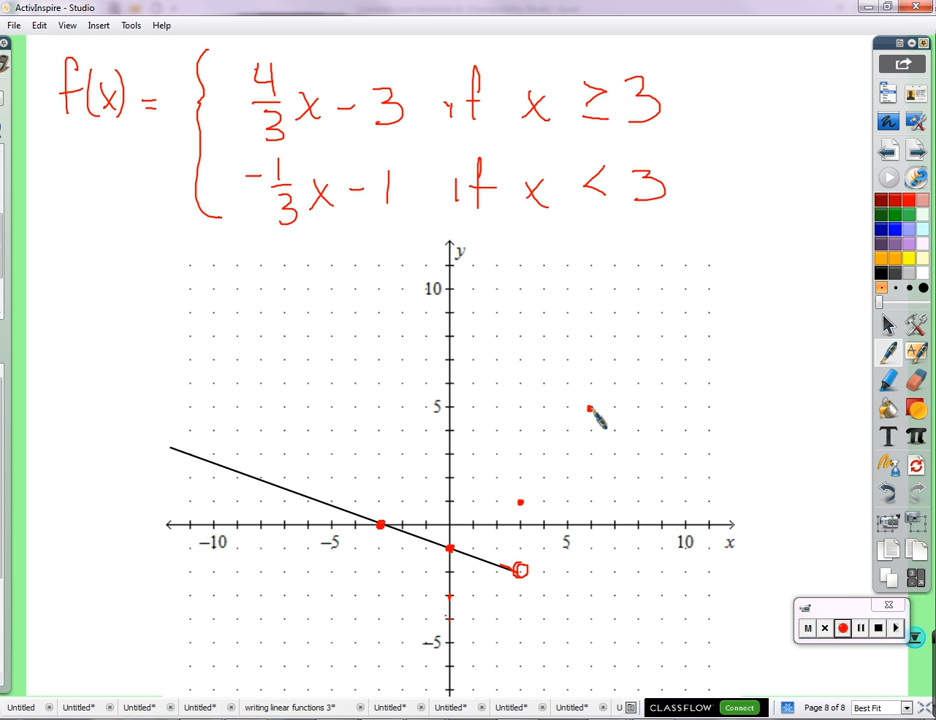 ActivInspire - Studio
File Edit View Insert Tools Help
f(x) = { 4/3 x - 3 if x ≥ 3
-1/3 x - 1 if x < 3
y
10
5
-10 -5 5 10 x
-5
M
Untitled Untitled* Untitled* Untitled* writing linear functions 3* Untitled* Untitled* Untitled* Untitled* U CLASSFLOW Connect Page 8 of 8 Best Fit